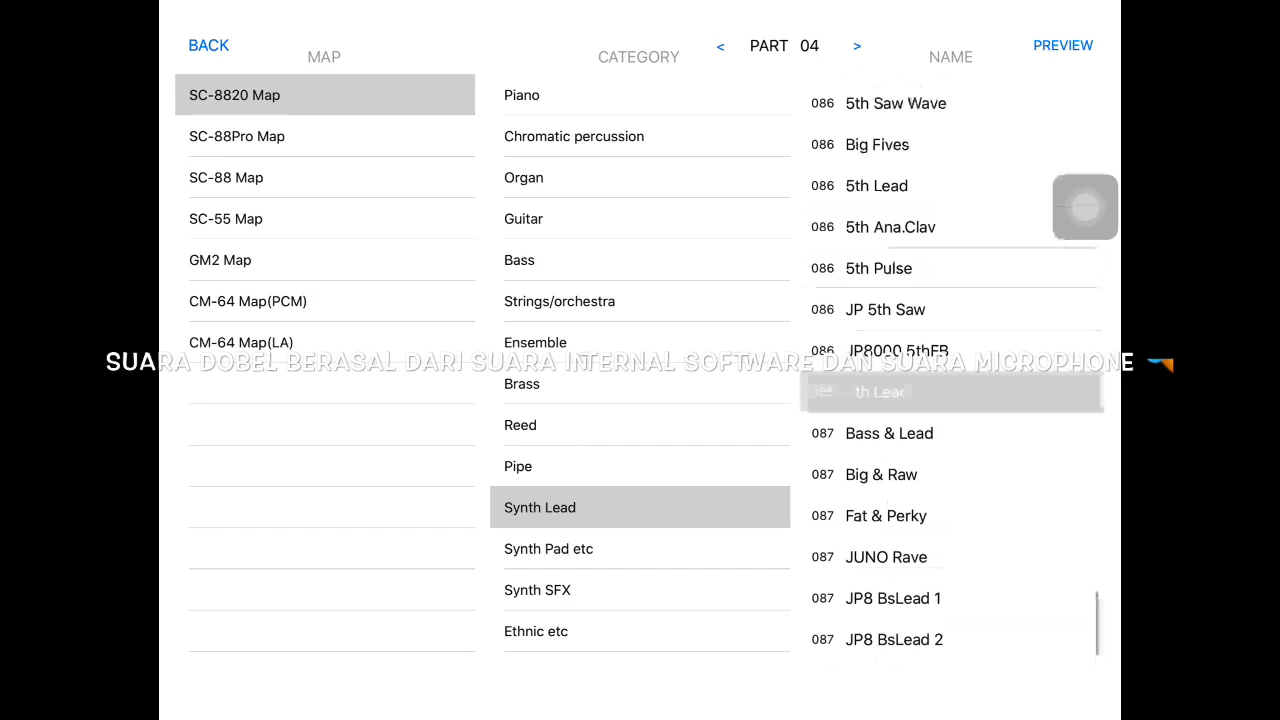 BACK
MAP
CATEGORY
< PART 04 >
NAME
PREVIEW
SC-8820 Map
SC-88Pro Map
SC-88 Map
SC-55 Map
GM2 Map
CM-64 Map(PCM)
CM-64 Map(LA)
Piano
Chromatic percussion
Organ
Guitar
Bass
Strings/orchestra
Ensemble
Brass
Reed
Pipe
Synth Lead
Synth Pad etc
Synth SFX
Ethnic etc
086 5th Saw Wave
086 Big Fives
086 5th Lead
086 5th Ana.Clav
086 5th Pulse
086 JP 5th Saw
086 JP8000 5thFB
087 Bass & Lead
087 Big & Raw
087 Fat & Perky
087 JUNO Rave
087 JP8 BsLead 1
087 JP8 BsLead 2
SUARA DOBEL BERASAL DARI SUARA INTERNAL SOFTWARE DAN SUARA MICROPHONE